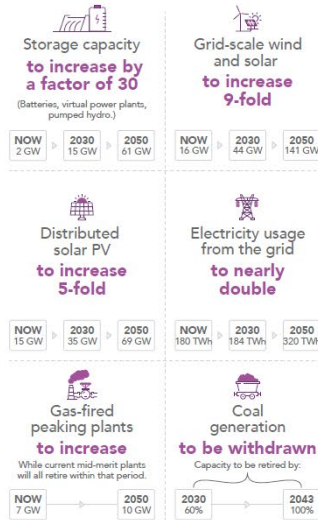 Storage capacity
to increase by
a factor of 30
(Batteries, virtual power plants,
pumped hydro.)
NOW 2030 2050
2 GW 15 GW 61 GW
Grid-scale wind
and solar
to increase
9-fold
NOW 2030 2050
16 GW 44 GW 141 GW
Distributed
solar PV
to increase
5-fold
NOW 2030 2050
15 GW 35 GW 69 GW
Electricity usage
from the grid
to nearly
double
NOW 2030 2050
180 TWh 184 TWh 320 TWh
Gas-fired
peaking plants
to increase
While current mid-merit plants
will all retire within that period.
NOW 2050
7 GW 10 GW
Coal
generation
to be withdrawn
Capacity to be retired by:
2030 2043
60% 100%